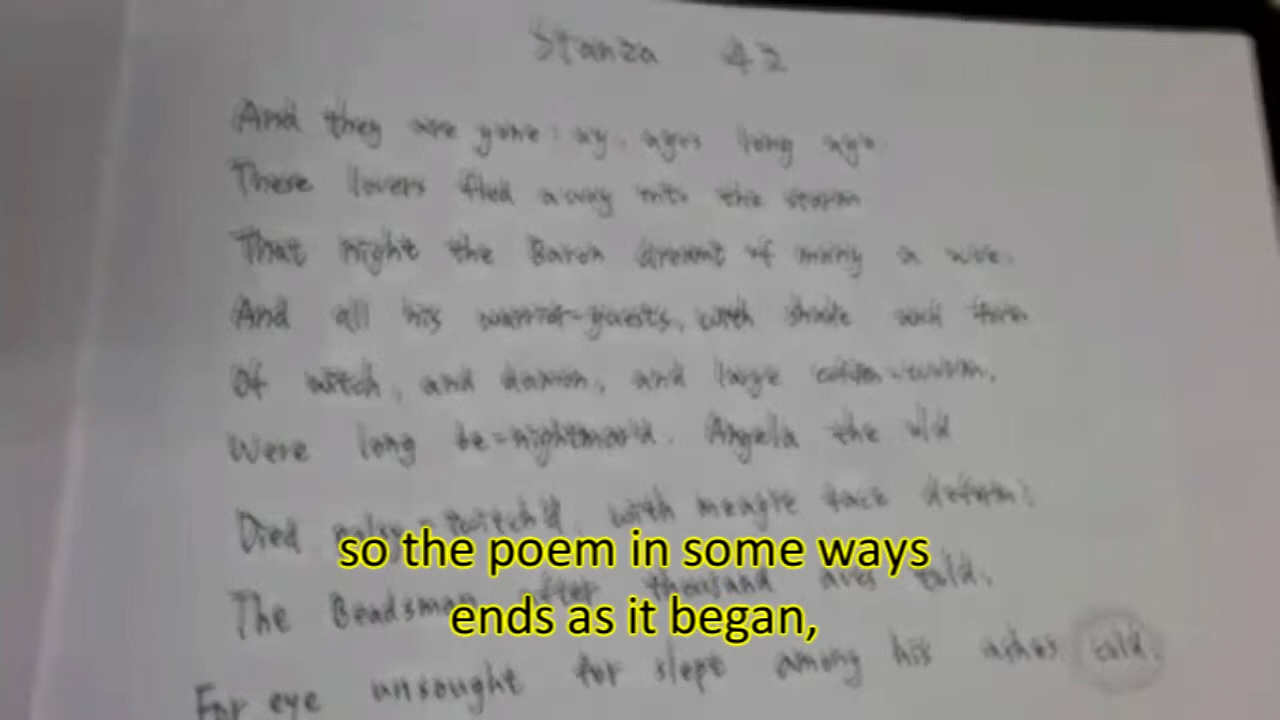 Stanza 42
And they are gone: ay, ages long ago
These lovers fled away into the storm
That night the Baron dreamt of many a woe.
And all his warrior-guests, with shade and form
Of witch, and demon, and large coffin-worm,
Were long be-nightmar'd. Angela the old
Died palsy-twitch'd, with meagre face deform;
The Beadsman after thousand aves told,
For aye unsought for slept among his ashes cold.
so the poem in some ways
ends as it began,